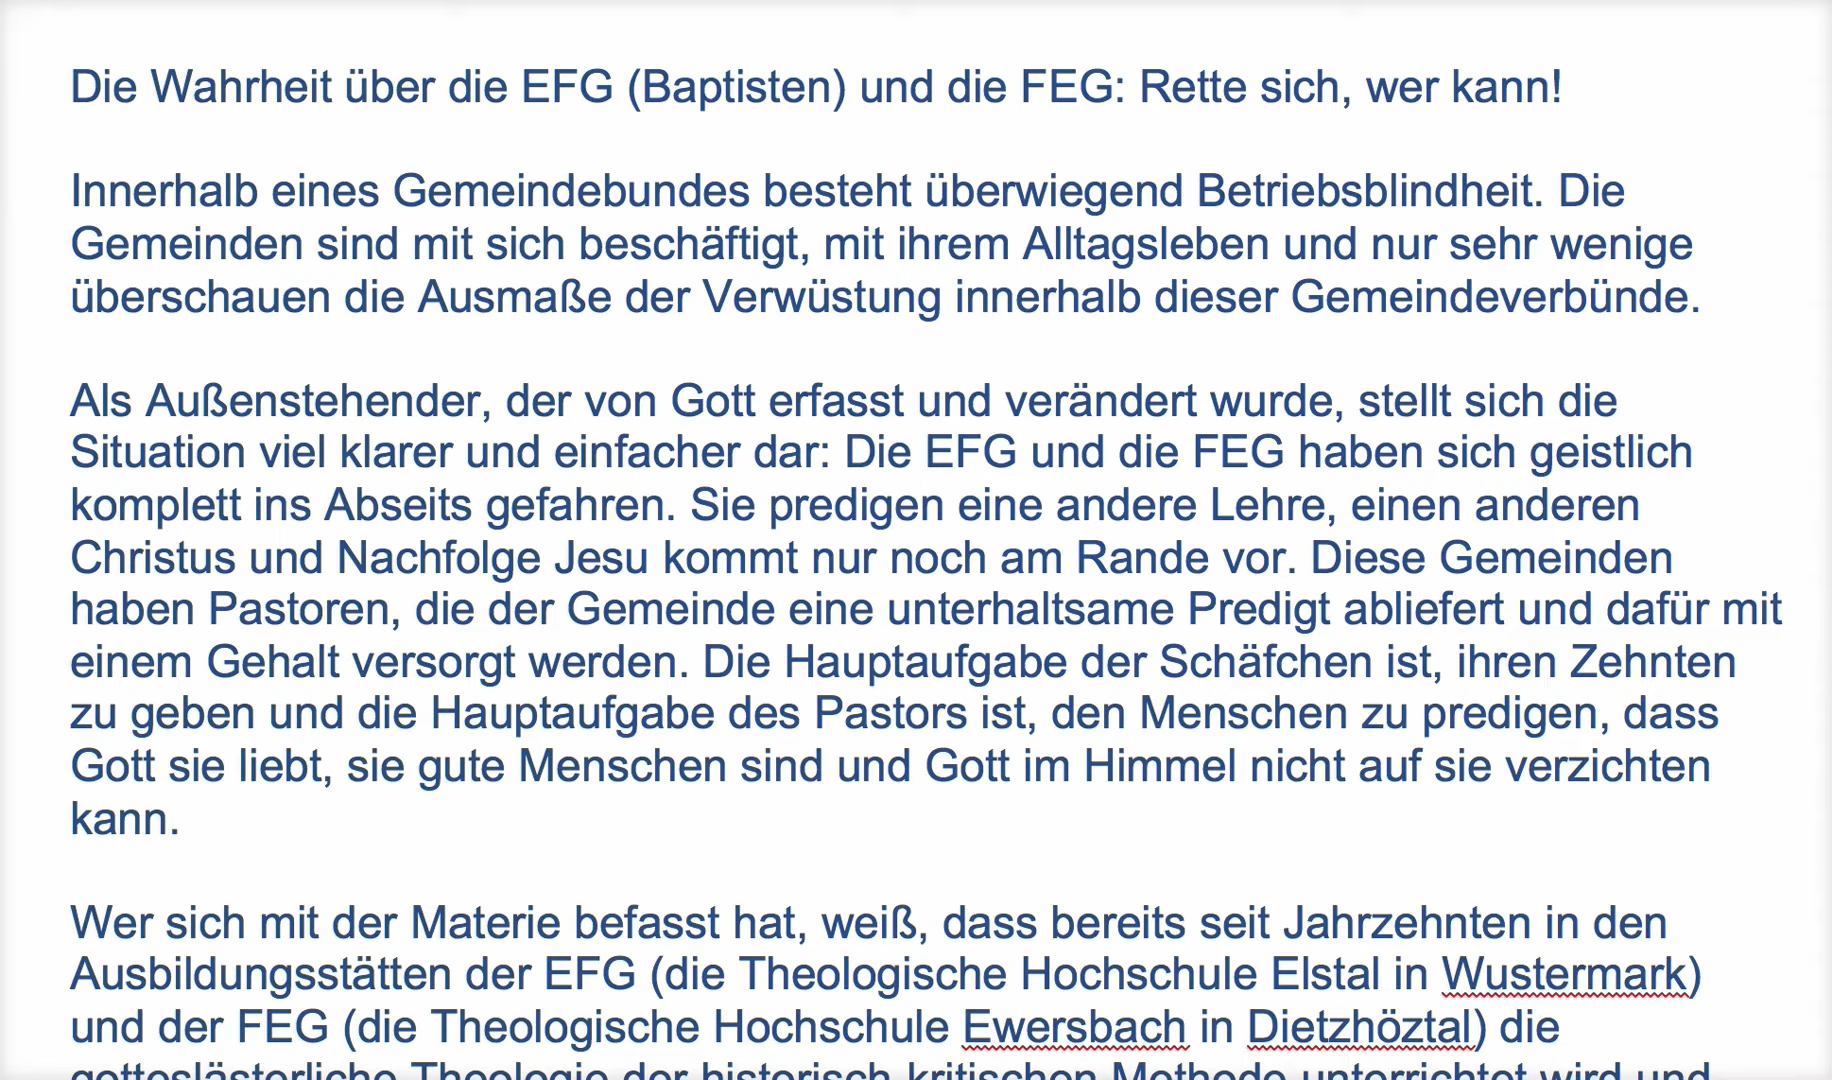 Die Wahrheit über die EFG (Baptisten) und die FEG: Rette sich, wer kann!
Innerhalb eines Gemeindebundes besteht überwiegend Betriebsblindheit. Die
Gemeinden sind mit sich beschäftigt, mit ihrem Alltagsleben und nur sehr wenige
überschauen die Ausmaße der Verwüstung innerhalb dieser Gemeindeverbünde.
Als Außenstehender, der von Gott erfasst und verändert wurde, stellt sich die
Situation viel klarer und einfacher dar: Die EFG und die FEG haben sich geistlich
komplett ins Abseits gefahren. Sie predigen eine andere Lehre, einen anderen
Christus und Nachfolge Jesu kommt nur noch am Rande vor. Diese Gemeinden
haben Pastoren, die der Gemeinde eine unterhaltsame Predigt abliefert und dafür mit
einem Gehalt versorgt werden. Die Hauptaufgabe der Schäfchen ist, ihren Zehnten
zu geben und die Hauptaufgabe des Pastors ist, den Menschen zu predigen, dass
Gott sie liebt, sie gute Menschen sind und Gott im Himmel nicht auf sie verzichten
kann.
Wer sich mit der Materie befasst hat, weiß, dass bereits seit Jahrzehnten in den
Ausbildungsstätten der EFG (die Theologische Hochschule Elstal in Wustermark)
und der FEG (die Theologische Hochschule Ewersbach in Dietzhöztal) die
gotteslästerliche Theologie der historisch kritischen Methode unterrichtet wird und